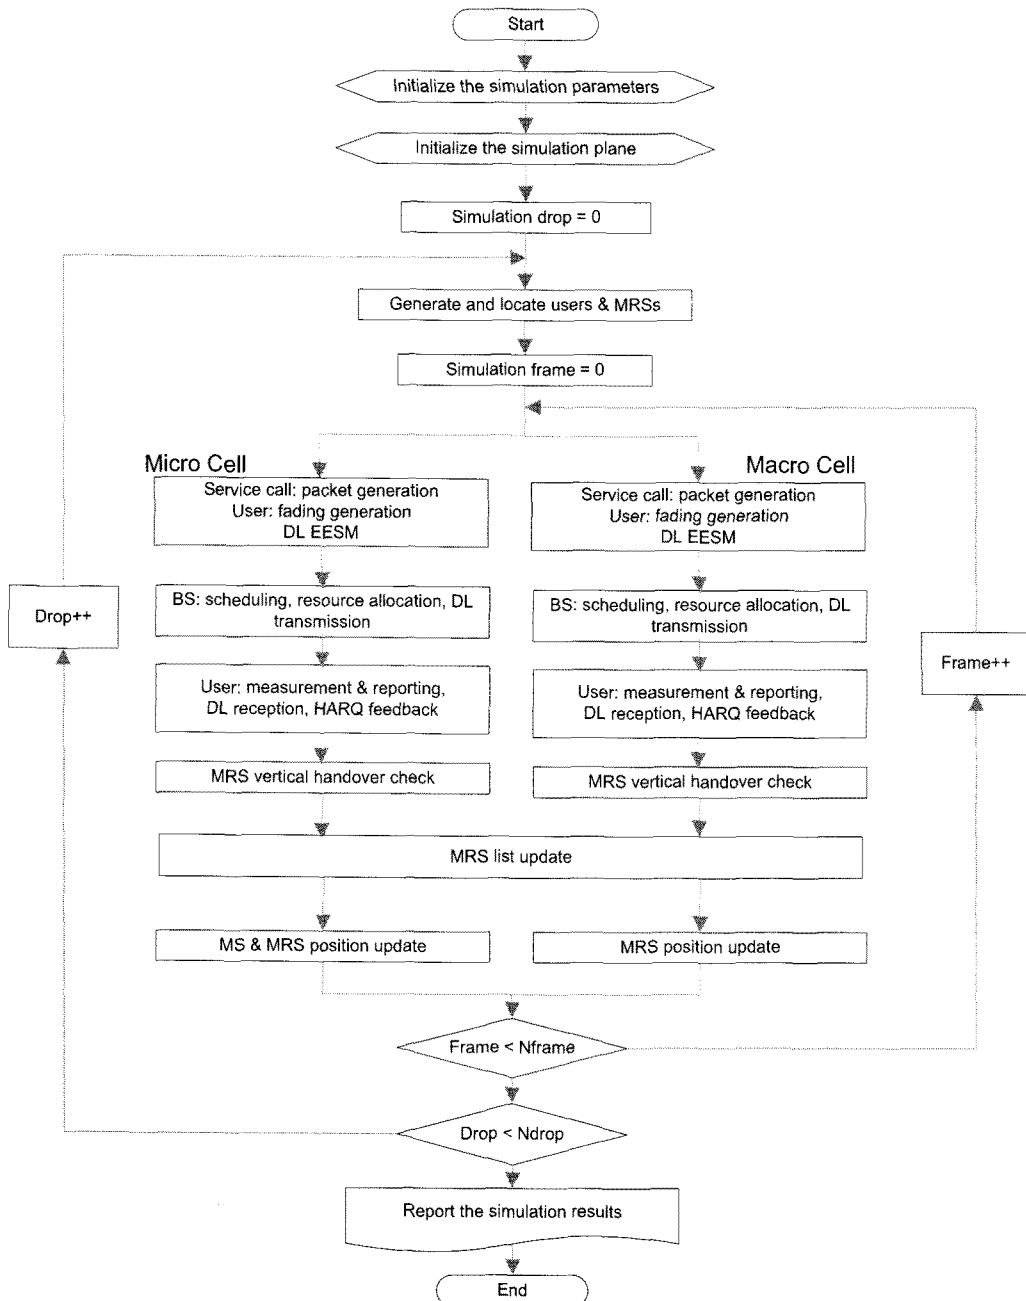 Start
Initialize the simulation parameters
Initialize the simulation plane
Simulation drop = 0
Generate and locate users & MRSs
Simulation frame = 0
Micro Cell
Macro Cell
Service call: packet generation
User: fading generation
DL EESM
Service call: packet generation
User: fading generation
DL EESM
Drop++
BS: scheduling, resource allocation, DL
transmission
BS: scheduling, resource allocation, DL
transmission
Frame++
User: measurement & reporting,
DL reception, HARQ feedback
User: measurement & reporting,
DL reception, HARQ feedback
MRS vertical handover check
MRS vertical handover check
MRS list update
MS & MRS position update
MRS position update
Frame < Nframe
Drop < Ndrop
Report the simulation results
End